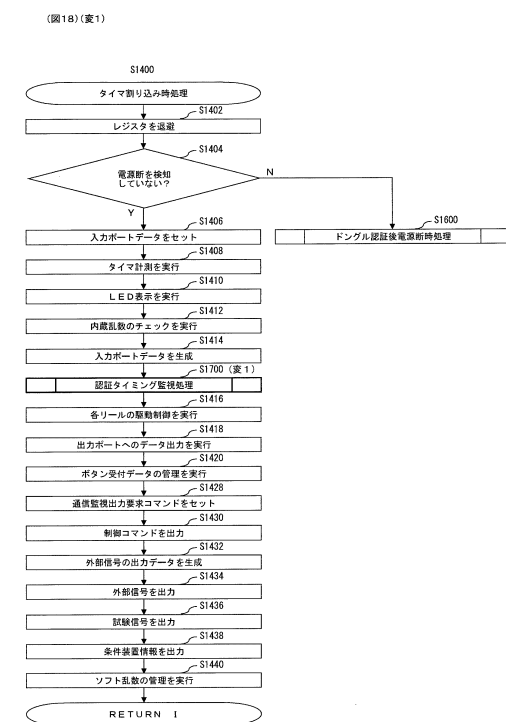 (図18)(変1)
S1400
タイマ割り込み時処理
S1402
レジスタを退避
S1404
電源断を検知
していない?
N
Y
S1406
入力ポートデータをセット
S1600
ドングル認証後電源断時処理
S1408
タイマ計測を実行
S1410
LED表示を実行
S1412
内蔵乱数のチェックを実行
S1414
入力ポートデータを生成
S1700 (変1)
認証タイミング監視処理
S1416
各リールの駆動制御を実行
S1418
出力ポートへのデータ出力を実行
S1420
ボタン受付データの管理を実行
S1428
通信監視出力要求コマンドをセット
S1430
制御コマンドを出力
S1432
外部信号の出力データを生成
S1434
外部信号を出力
S1436
試験信号を出力
S1438
条件装置情報を出力
S1440
ソフト乱数の管理を実行
RETURN I